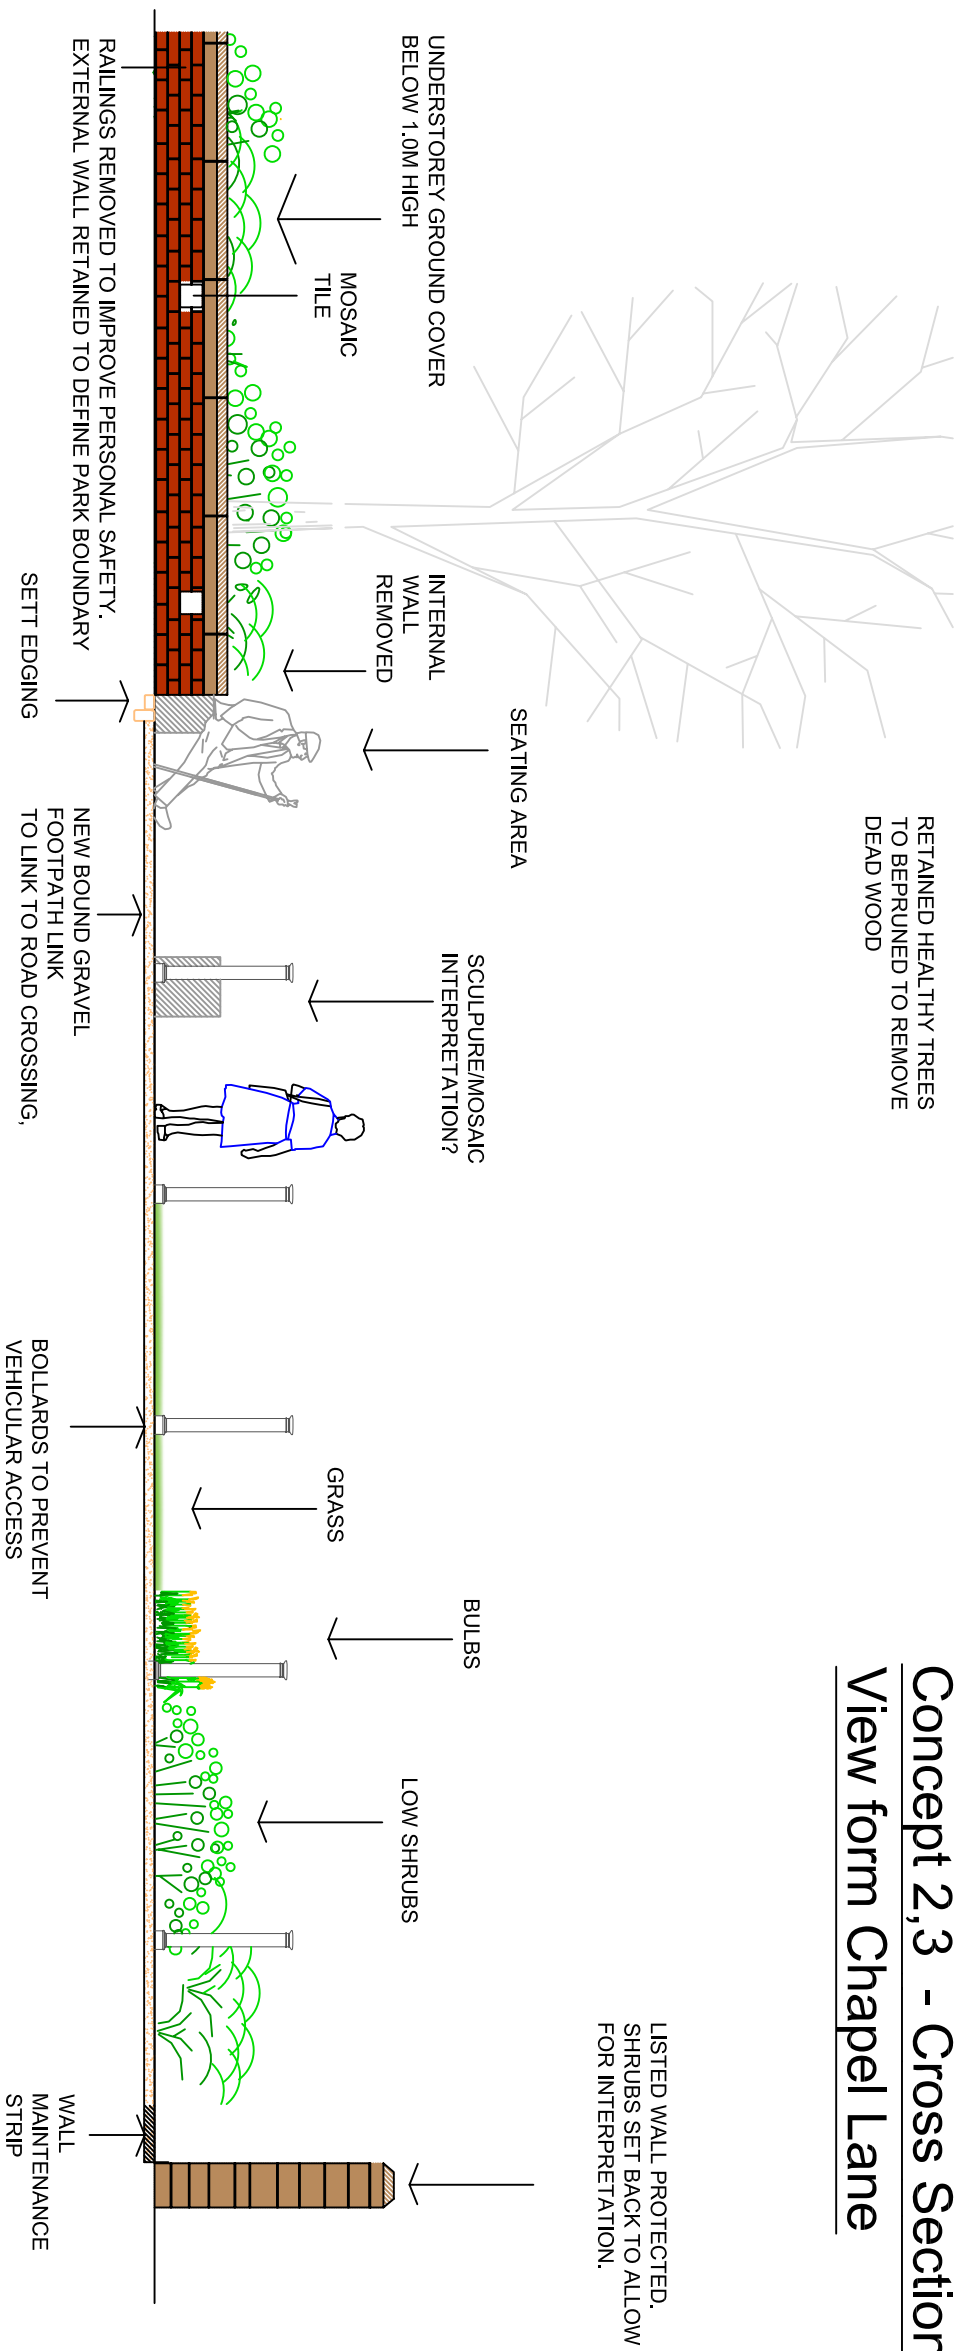 Concept 2,3 - Cross Section
View form Chapel Lane
RETAINED HEALTHY TREES
TO BEPRUNED TO REMOVE
DEAD WOOD
UNDERSTOREY GROUND COVER
BELOW 1.0M HIGH
MOSAIC
TILE
INTERNAL
WALL
REMOVED
SEATING AREA
SCULPURE/MOSAIC
INTERPRETATION?
GRASS
BULBS
LOW SHRUBS
LISTED WALL PROTECTED.
SHRUBS SET BACK TO ALLOW
FOR INTERPRETATION.
RAILINGS REMOVED TO IMPROVE PERSONAL SAFETY.
EXTERNAL WALL RETAINED TO DEFINE PARK BOUNDARY
SETT EDGING
NEW BOUND GRAVEL
FOOTPATH LINK
TO LINK TO ROAD CROSSING,
BOLLARDS TO PREVENT
VEHICULAR ACCESS
WALL
MAINTENANCE
STRIP